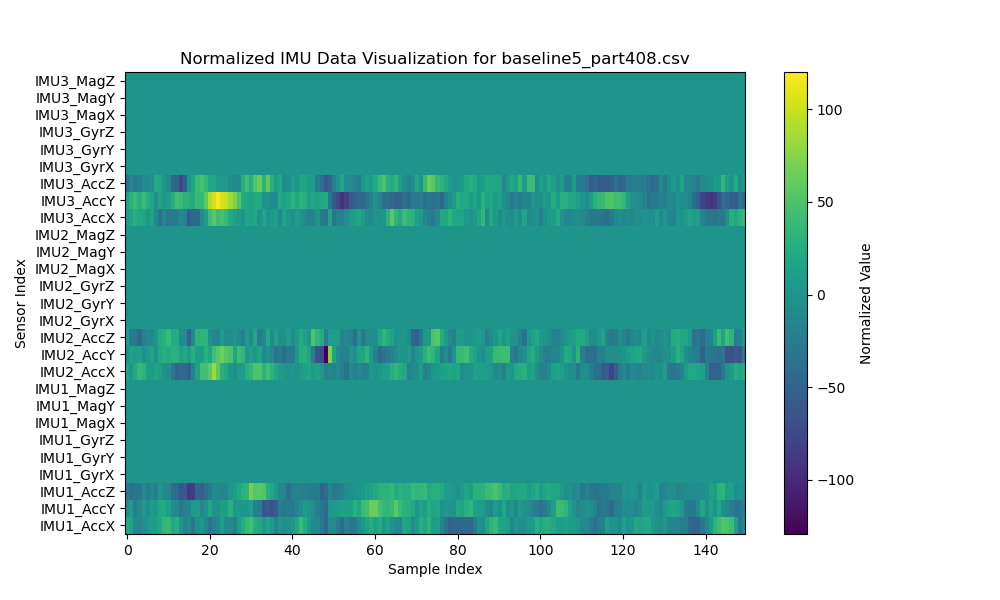 Normalized IMU Data Visualization for baseline5_part408.csv
IMU3_MagZ
IMU3_MagY
IMU3_MagX
IMU3_GyrZ
IMU3_GyrY
IMU3_GyrX
IMU3_AccZ
IMU3_AccY
IMU3_AccX
IMU2_MagZ
IMU2_MagY
IMU2_MagX
IMU2_GyrZ
IMU2_GyrY
IMU2_GyrX
IMU2_AccZ
IMU2_AccY
IMU2_AccX
IMU1_MagZ
IMU1_MagY
IMU1_MagX
IMU1_GyrZ
IMU1_GyrY
IMU1_GyrX
IMU1_AccZ
IMU1_AccY
IMU1_AccX
Sensor Index
0 20 40 60 80 100 120 140
Sample Index
100
50
0
−50
−100
Normalized Value